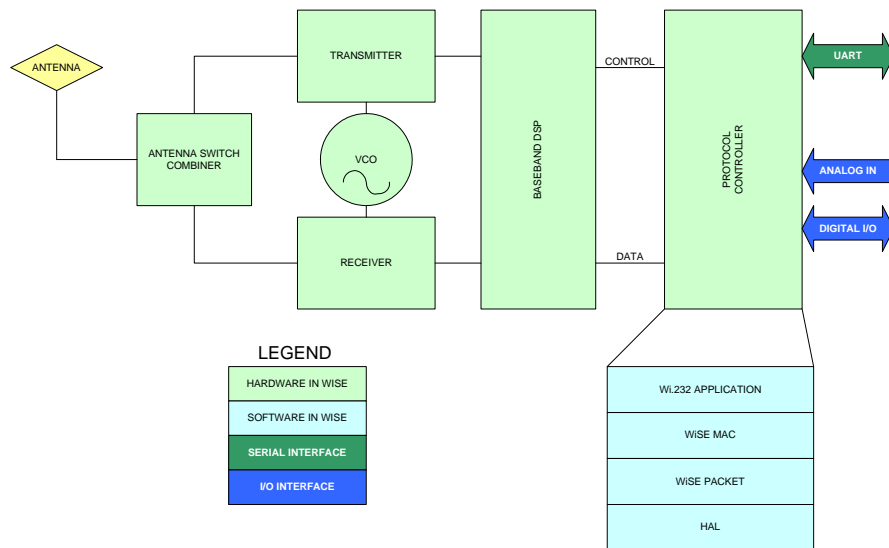 ANTENNA
ANTENNA SWITCH
COMBINER
TRANSMITTER
VCO
RECEIVER
BASEBAND DSP
CONTROL
DATA
PROTOCOL
CONTROLLER
UART
ANALOG IN
DIGITAL I/O
LEGEND
HARDWARE IN WISE
SOFTWARE IN WISE
SERIAL INTERFACE
I/O INTERFACE
Wi.232 APPLICATION
WiSE MAC
WiSE PACKET
HAL